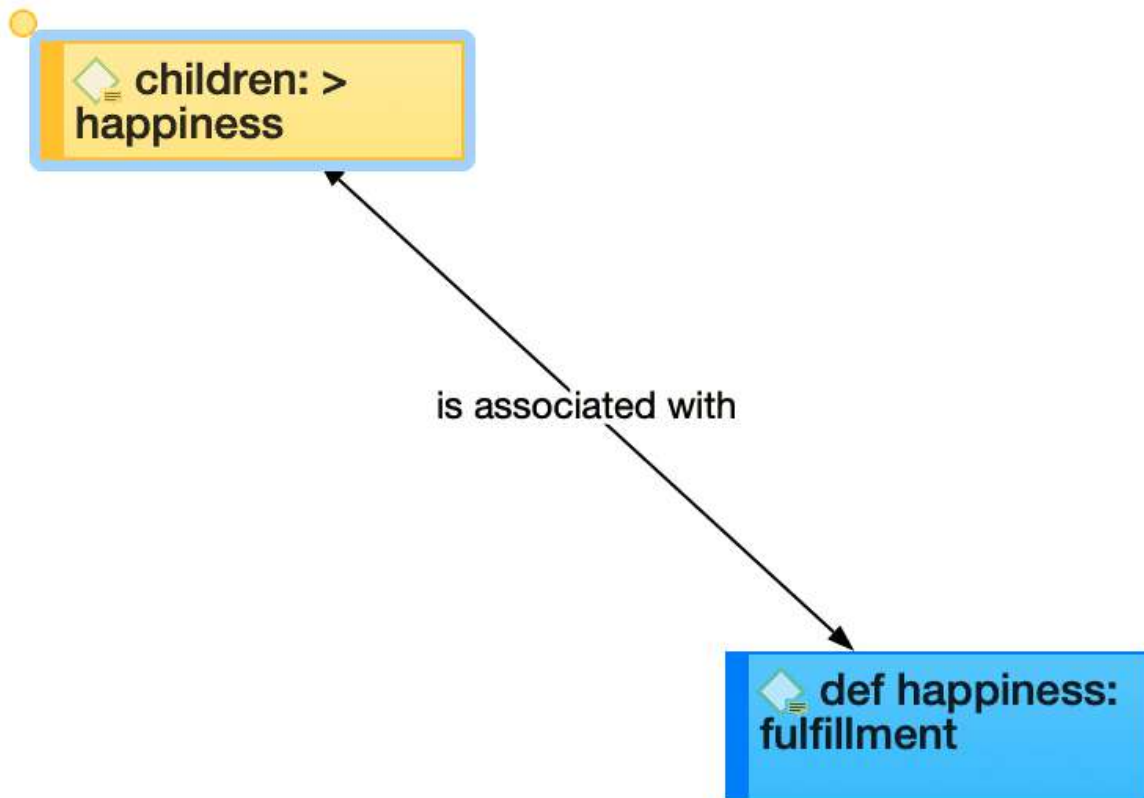 children: >
happiness
is associated with
def happiness:
fulfillment